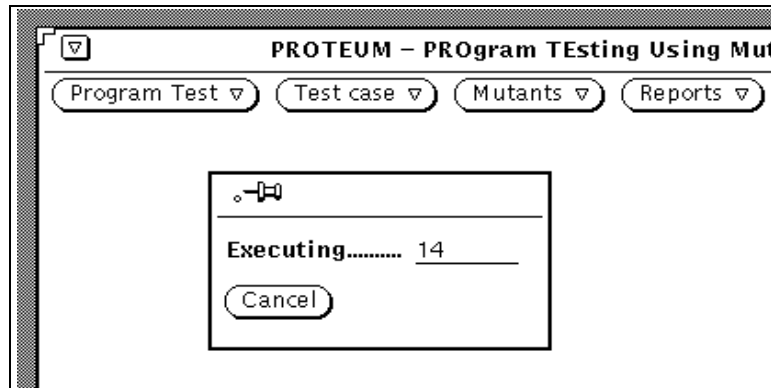 PROTEUM – PROgram TEsting Using Mut
Program Test Test case Mutants Reports
Executing.......... 14
Cancel